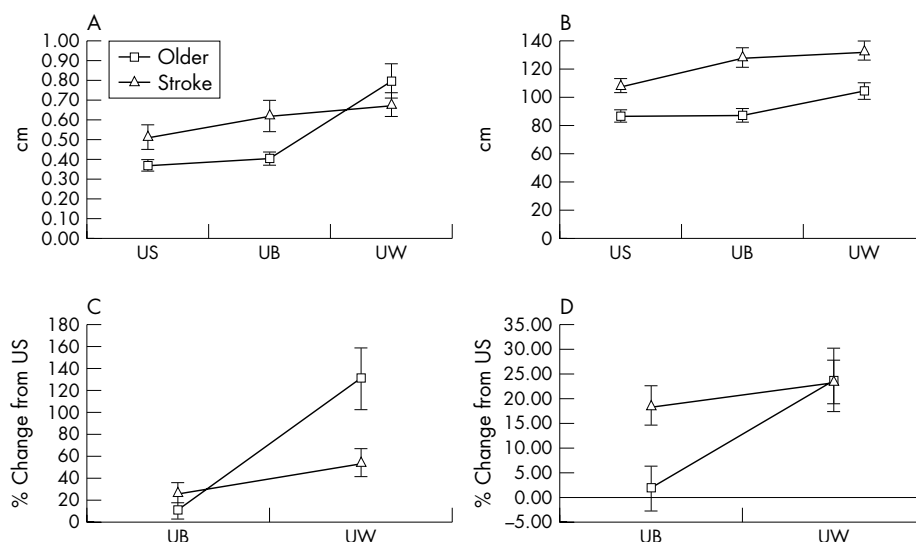 A
1.00
0.90
0.80
0.70
0.60
0.50
0.40
0.30
0.20
0.10
0.00
cm
Older
Stroke
US UB UW
B
140
120
100
80
60
40
20
0
cm
US UB UW
C
180
160
140
120
100
80
60
40
20
0
% Change from US
UB UW
D
35.00
30.00
25.00
20.00
15.00
10.00
5.00
0.00
–5.00
% Change from US
UB UW